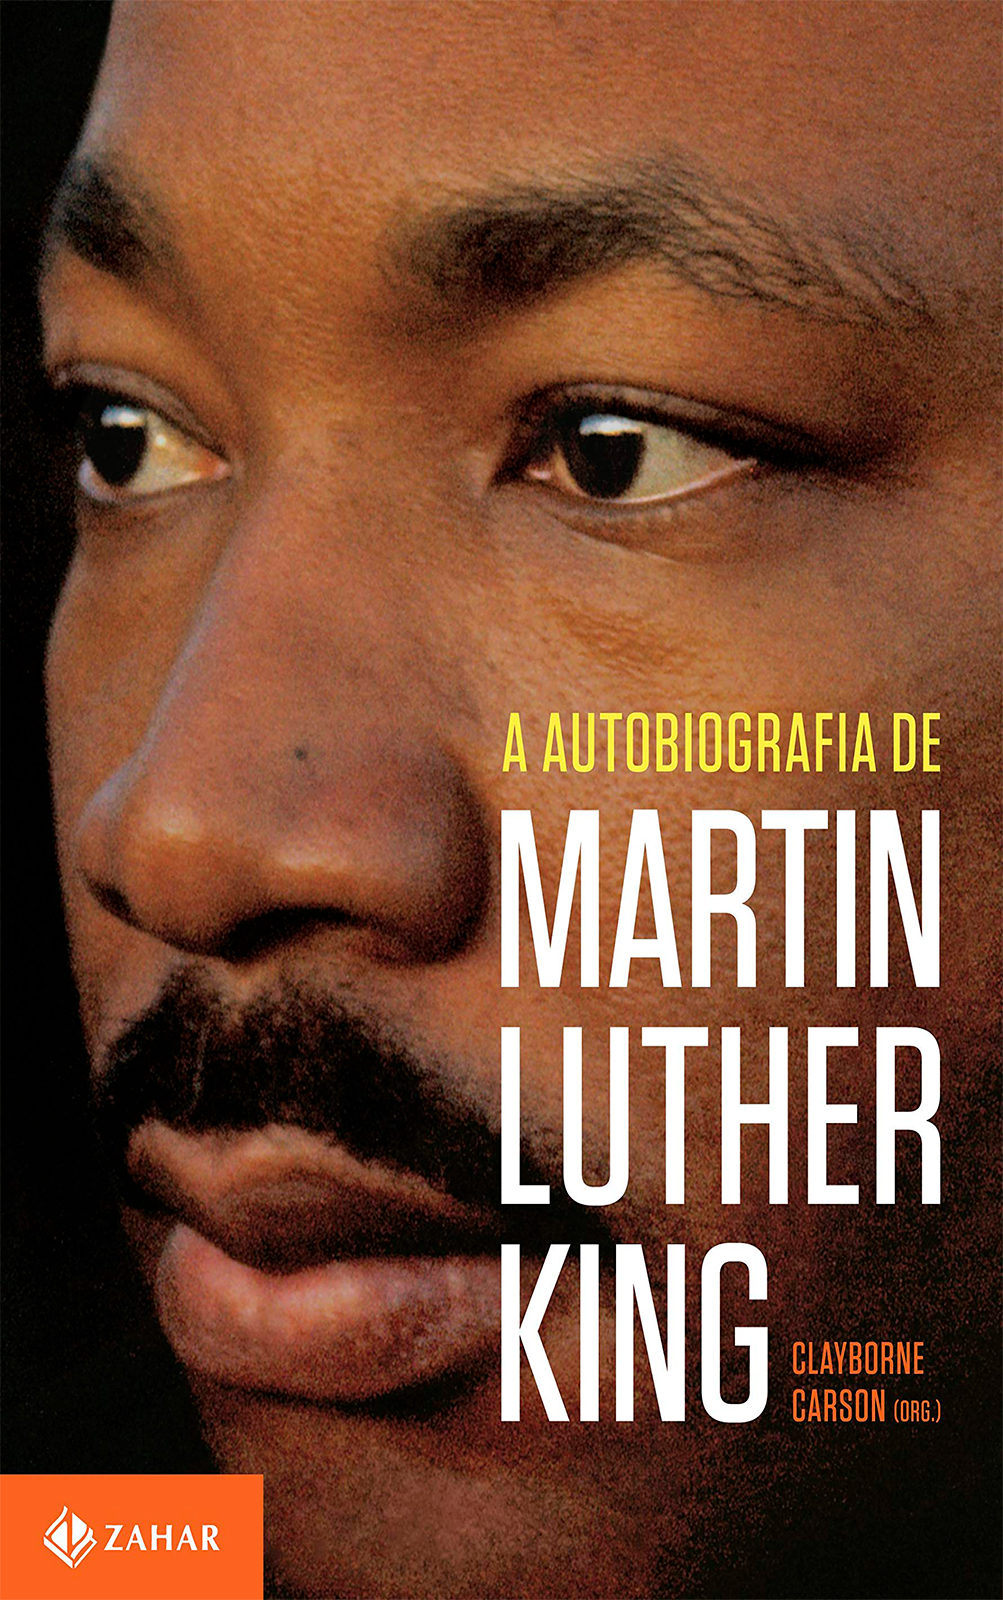 A AUTOBIOGRAFIA DE
MARTIN
LUTHER
KING
CLAYBORNE
CARSON (ORG.)
ZAHAR